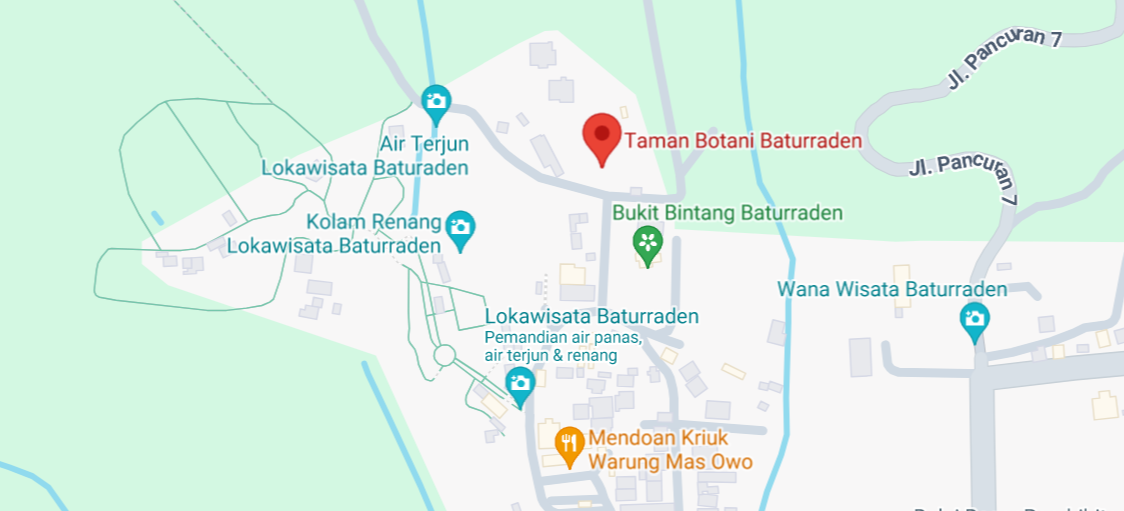 Jl. Pancuran 7
Taman Botani Baturraden
Air Terjun
Lokawisata Baturaden
Jl. Pancuran 7
Bukit Bintang Baturraden
Kolam Renang
Lokawisata Baturraden
Wana Wisata Baturraden
Lokawisata Baturraden
Pemandian air panas,
air terjun & renang
Mendoan Kriuk
Warung Mas Owo